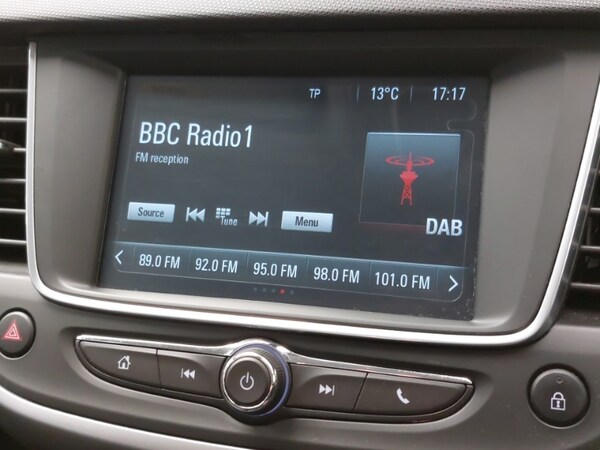 TP 13°C 17:17
BBC Radio1
FM reception
DAB
Source Tune Menu
89.0 FM 92.0 FM 95.0 FM 98.0 FM 101.0 FM